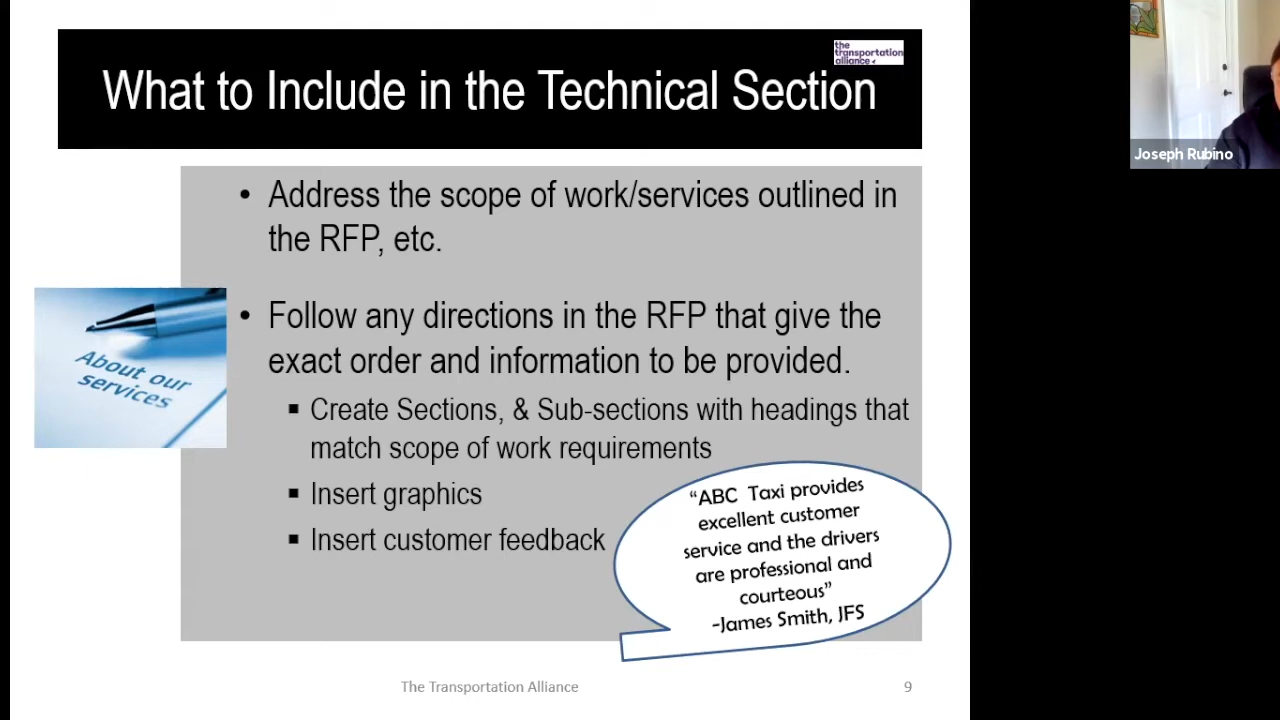 the
transportation
alliance
What to Include in the Technical Section
Joseph Rubino
• Address the scope of work/services outlined in
the RFP, etc.
• Follow any directions in the RFP that give the
exact order and information to be provided.
▪ Create Sections, & Sub-sections with headings that
match scope of work requirements
▪ Insert graphics
▪ Insert customer feedback
About our
services
“ABC Taxi provides
excellent customer
service and the drivers
are professional and
courteous”
-James Smith, JFS
The Transportation Alliance
9